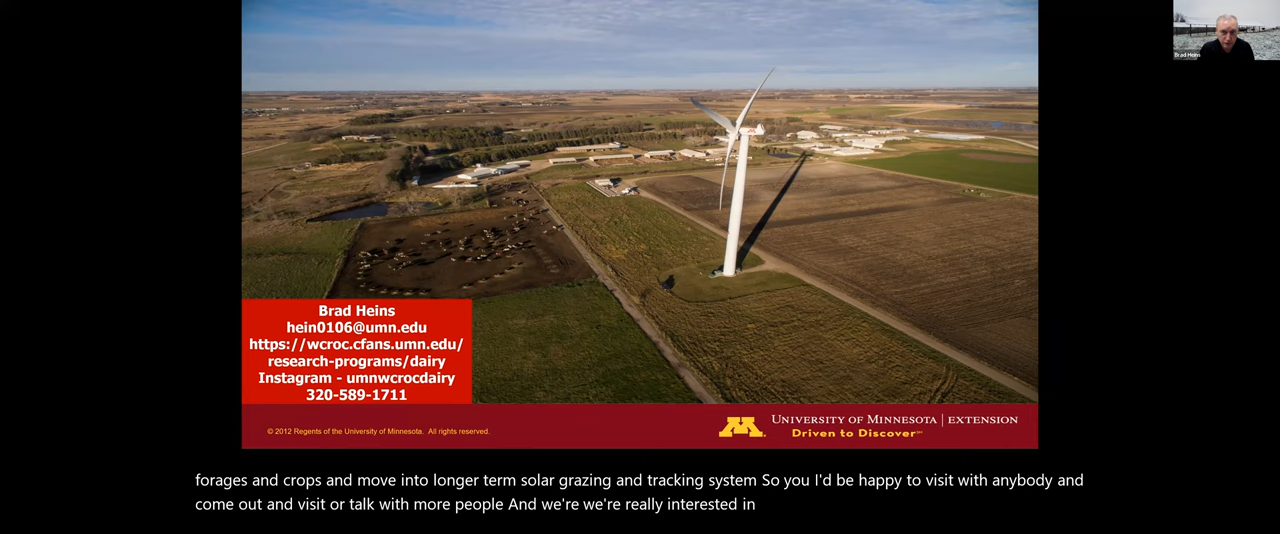 Brad Heins
Brad Heins
hein0106@umn.edu
https://wcroc.cfans.umn.edu/
research-programs/dairy
Instagram - umnwcrocdairy
320-589-1711
© 2012 Regents of the University of Minnesota. All rights reserved.
UNIVERSITY OF MINNESOTA | EXTENSION
Driven to Discover℠
forages and crops and move into longer term solar grazing and tracking system So you I'd be happy to visit with anybody and
come out and visit or talk with more people And we're we're really interested in